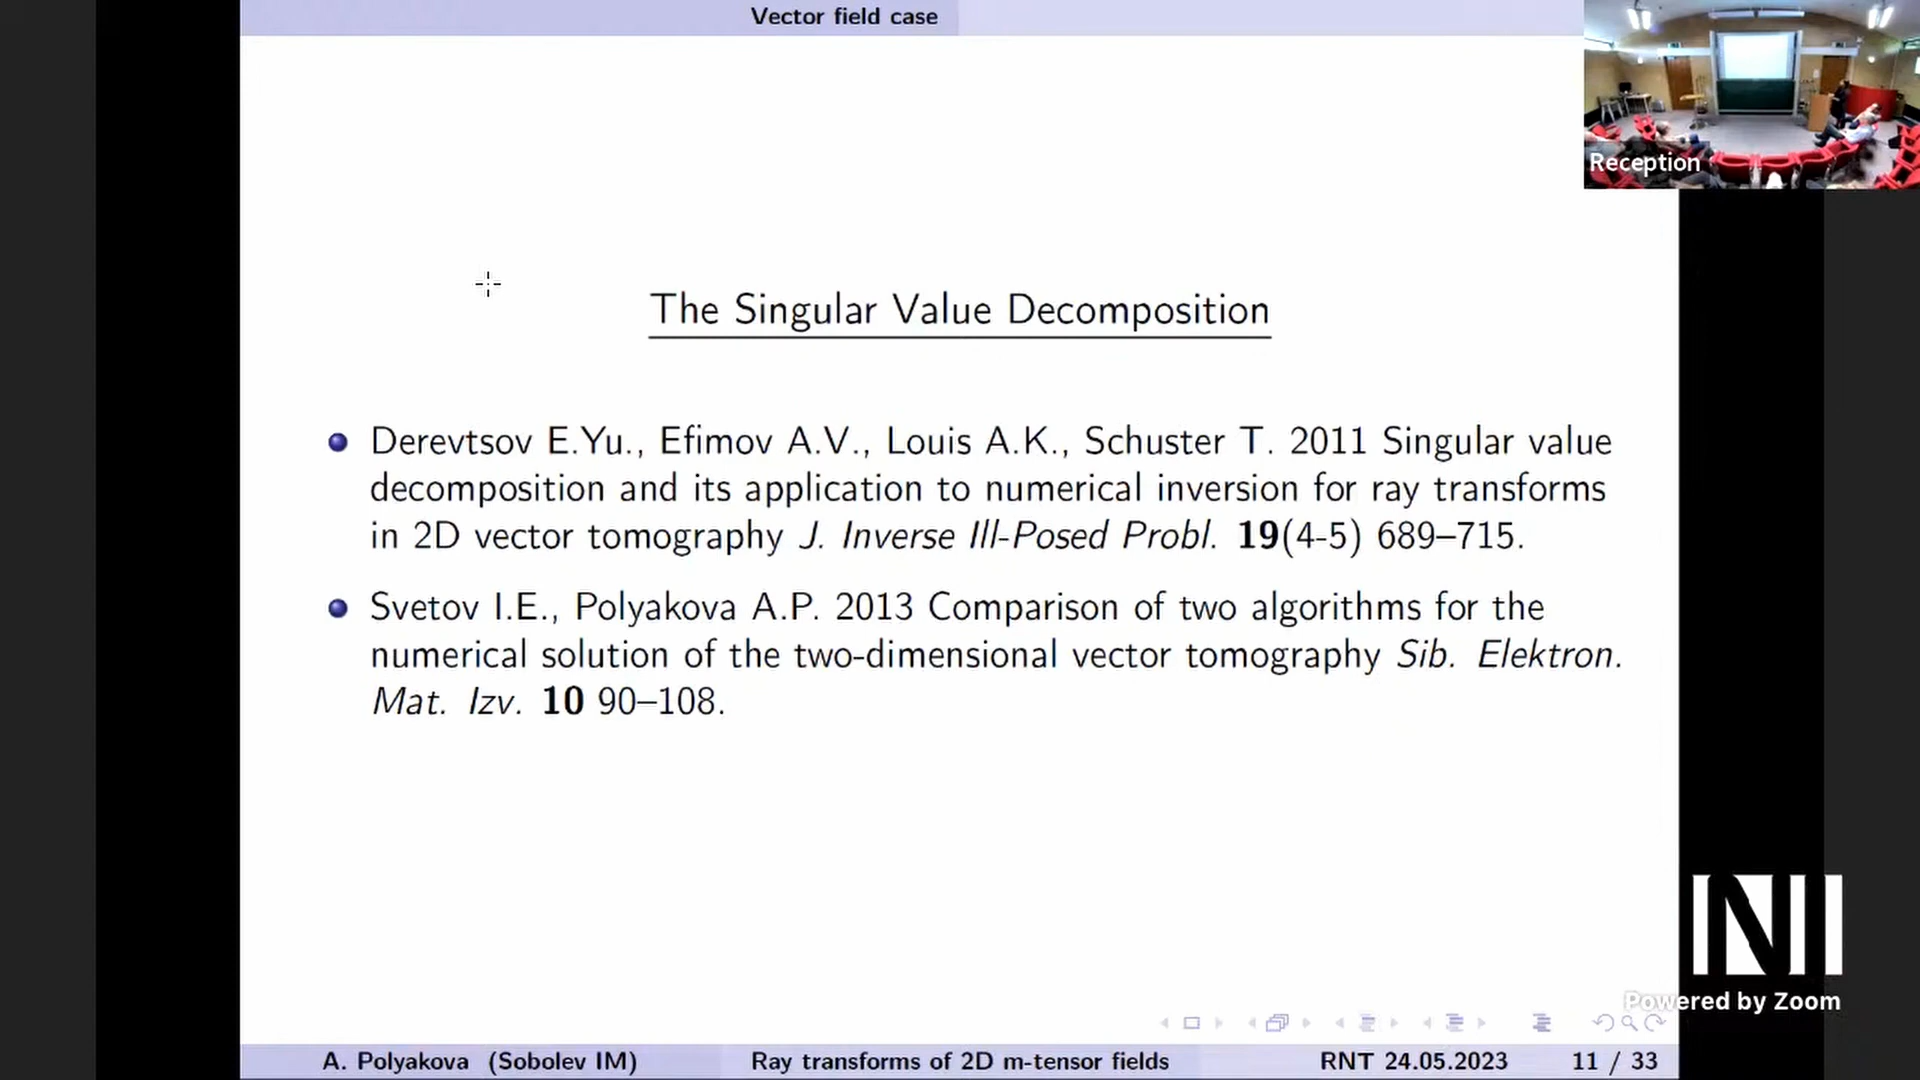 Vector field case
Reception
The Singular Value Decomposition
Derevtsov E.Yu., Efimov A.V., Louis A.K., Schuster T. 2011 Singular value
decomposition and its application to numerical inversion for ray transforms
in 2D vector tomography J. Inverse Ill-Posed Probl. 19(4-5) 689–715.
Svetov I.E., Polyakova A.P. 2013 Comparison of two algorithms for the
numerical solution of the two-dimensional vector tomography Sib. Elektron.
Mat. Izv. 10 90–108.
NI
Powered by Zoom
A. Polyakova (Sobolev IM) Ray transforms of 2D m-tensor fields RNT 24.05.2023 11 / 33